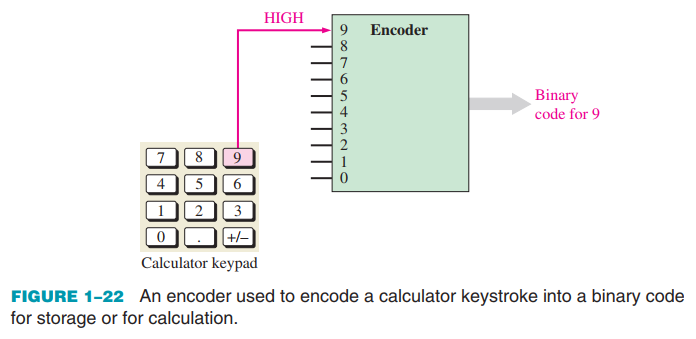 HIGH
9 Encoder
8
7
6
5
4
3
2
1
0
Binary
code for 9
7 8 9
4 5 6
1 2 3
0 . +/–
Calculator keypad
FIGURE 1–22 An encoder used to encode a calculator keystroke into a binary code
for storage or for calculation.